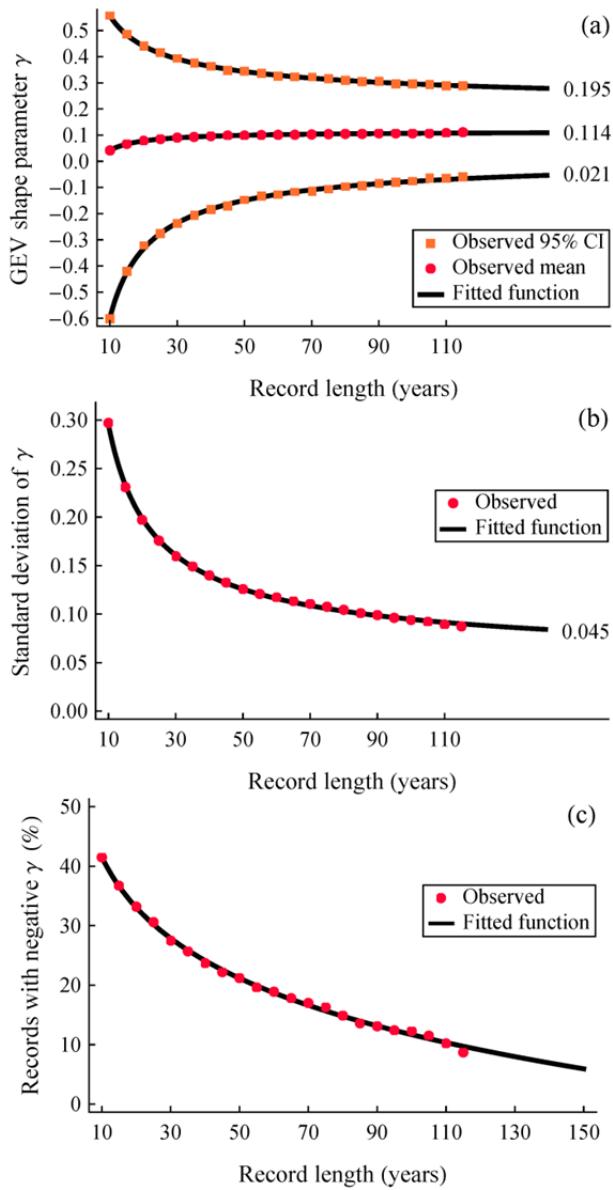 (a)
GEV shape parameter γ
0.5
0.4
0.3
0.2
0.1
0.0
−0.1
−0.2
−0.3
−0.4
−0.5
−0.6
0.195
0.114
0.021
Observed 95% CI
Observed mean
Fitted function
10 30 50 70 90 110
Record length (years)
(b)
Standard deviation of γ
0.30
0.25
0.20
0.15
0.10
0.05
0.00
Observed
Fitted function
0.045
10 30 50 70 90 110
Record length (years)
(c)
Records with negative γ (%)
50
40
30
20
10
0
Observed
Fitted function
10 30 50 70 90 110 130 150
Record length (years)